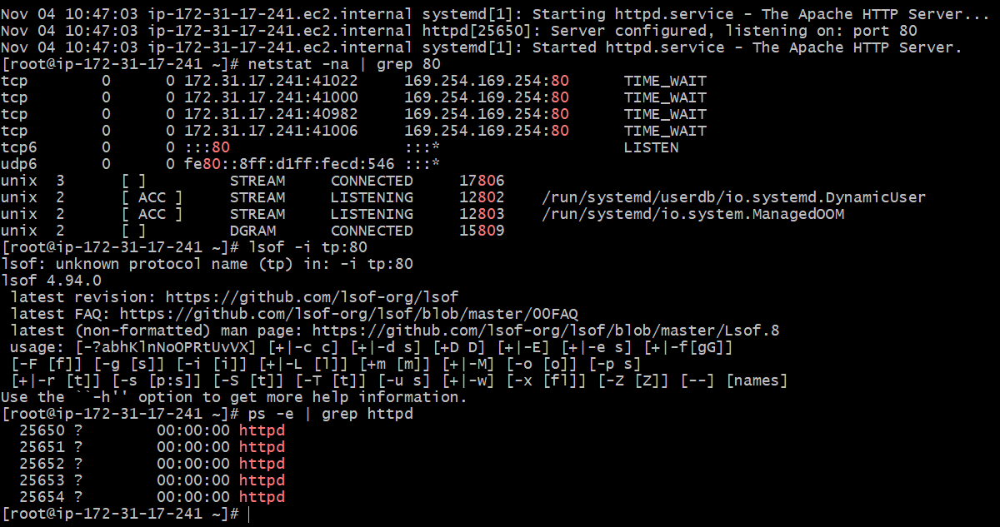 Nov 04 10:47:03 ip-172-31-17-241.ec2.internal systemd[1]: Starting httpd.service - The Apache HTTP Server...
Nov 04 10:47:03 ip-172-31-17-241.ec2.internal httpd[25650]: Server configured, listening on: port 80
Nov 04 10:47:03 ip-172-31-17-241.ec2.internal systemd[1]: Started httpd.service - The Apache HTTP Server.
[root@ip-172-31-17-241 ~]# netstat -na | grep 80
tcp        0      0 172.31.17.241:41022     169.254.169.254:80      TIME_WAIT
tcp        0      0 172.31.17.241:41000     169.254.169.254:80      TIME_WAIT
tcp        0      0 172.31.17.241:40982     169.254.169.254:80      TIME_WAIT
tcp        0      0 172.31.17.241:41006     169.254.169.254:80      TIME_WAIT
tcp6       0      0 :::80                   :::*                    LISTEN
udp6       0      0 fe80::8ff:d1ff:fecd:546 :::*
unix  3      [ ]         STREAM     CONNECTED     17806
unix  2      [ ACC ]     STREAM     LISTENING     12802    /run/systemd/userdb/io.systemd.DynamicUser
unix  2      [ ACC ]     STREAM     LISTENING     12803    /run/systemd/io.system.ManagedOOM
unix  2      [ ]         DGRAM      CONNECTED     15809
[root@ip-172-31-17-241 ~]# lsof -i tp:80
lsof: unknown protocol name (tp) in: -i tp:80
lsof 4.94.0
 latest revision: https://github.com/lsof-org/lsof
 latest FAQ: https://github.com/lsof-org/lsof/blob/master/00FAQ
 latest (non-formatted) man page: https://github.com/lsof-org/lsof/blob/master/Lsof.8
 usage: [-?abhKlnNoOPRtUvVX] [+|-c c] [+|-d s] [+D D] [+|-E] [+|-e s] [+|-f[gG]]
 [-F [f]] [-g [s]] [-i [i]] [+|-L [l]] [+m [m]] [+|-M] [-o [o]] [-p s]
 [+|-r [t]] [-s [p:s]] [-S [t]] [-T [t]] [-u s] [+|-w] [-x [fl]] [-Z [Z]] [--] [names]
Use the ``-h'' option to get more help information.
[root@ip-172-31-17-241 ~]# ps -e | grep httpd
  25650 ?        00:00:00 httpd
  25651 ?        00:00:00 httpd
  25652 ?        00:00:00 httpd
  25653 ?        00:00:00 httpd
  25654 ?        00:00:00 httpd
[root@ip-172-31-17-241 ~]#